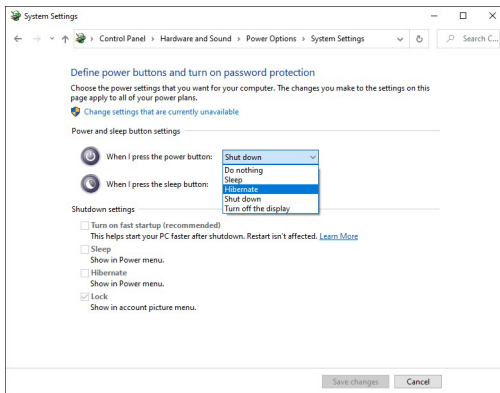 System Settings
Control Panel > Hardware and Sound > Power Options > System Settings
Search C...
Define power buttons and turn on password protection
Choose the power settings that you want for your computer. The changes you make to the settings on this
page apply to all of your power plans.
Change settings that are currently unavailable
Power and sleep button settings
When I press the power button: Shut down
Do nothing
Sleep
When I press the sleep button: Hibernate
Shut down
Turn off the display
Shutdown settings
Turn on fast startup (recommended)
This helps start your PC faster after shutdown. Restart isn't affected. Learn More
Sleep
Show in Power menu.
Hibernate
Show in Power menu.
Lock
Show in account picture menu.
Save changes Cancel